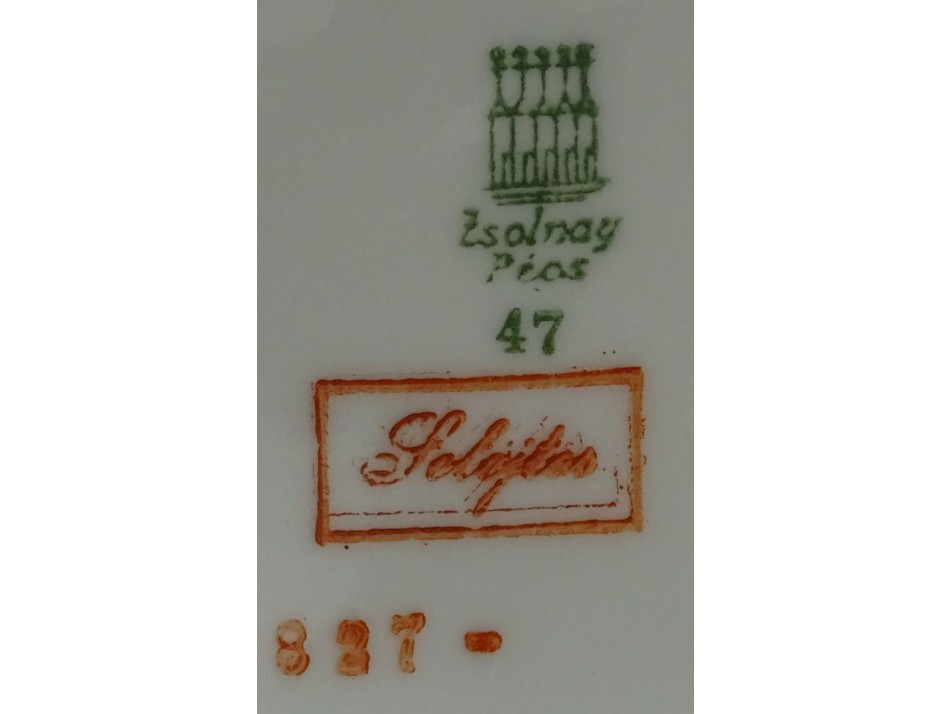 Zsolnay
Pécs
47
Selejtes
827-